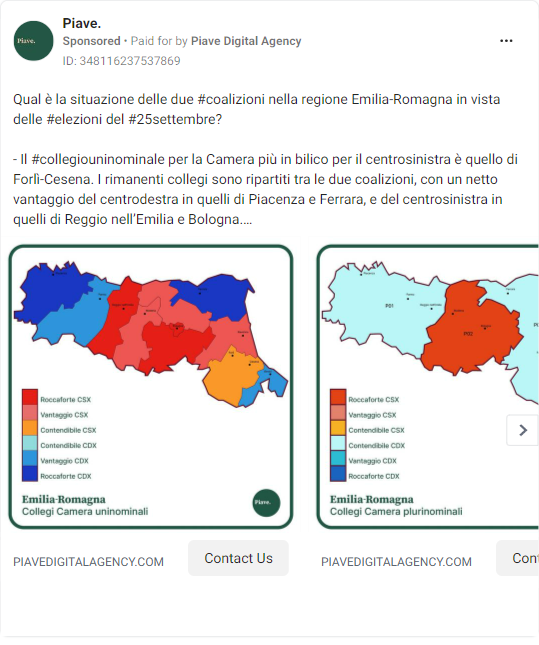 Piave.
Piave.
Sponsored • Paid for by Piave Digital Agency
ID: 348116237537869
Qual è la situazione delle due #coalizioni nella regione Emilia-Romagna in vista
delle #elezioni del #25settembre?
- Il #collegiouninominale per la Camera più in bilico per il centrosinistra è quello di
Forlì-Cesena. I rimanenti collegi sono ripartiti tra le due coalizioni, con un netto
vantaggio del centrodestra in quelli di Piacenza e Ferrara, e del centrosinistra in
quelli di Reggio nell'Emilia e Bologna....
Roccaforte CSX
Vantaggio CSX
Contendibile CSX
Contendibile CDX
Vantaggio CDX
Roccaforte CDX
Emilia-Romagna
Collegi Camera uninominali
Piave.
P01
P02
Roccaforte CSX
Vantaggio CSX
Contendibile CSX
Contendibile CDX
Vantaggio CDX
Roccaforte CDX
Emilia-Romagna
Collegi Camera plurinominali
PIAVEDIGITALAGENCY.COM
Contact Us
PIAVEDIGITALAGENCY.COM
Cont